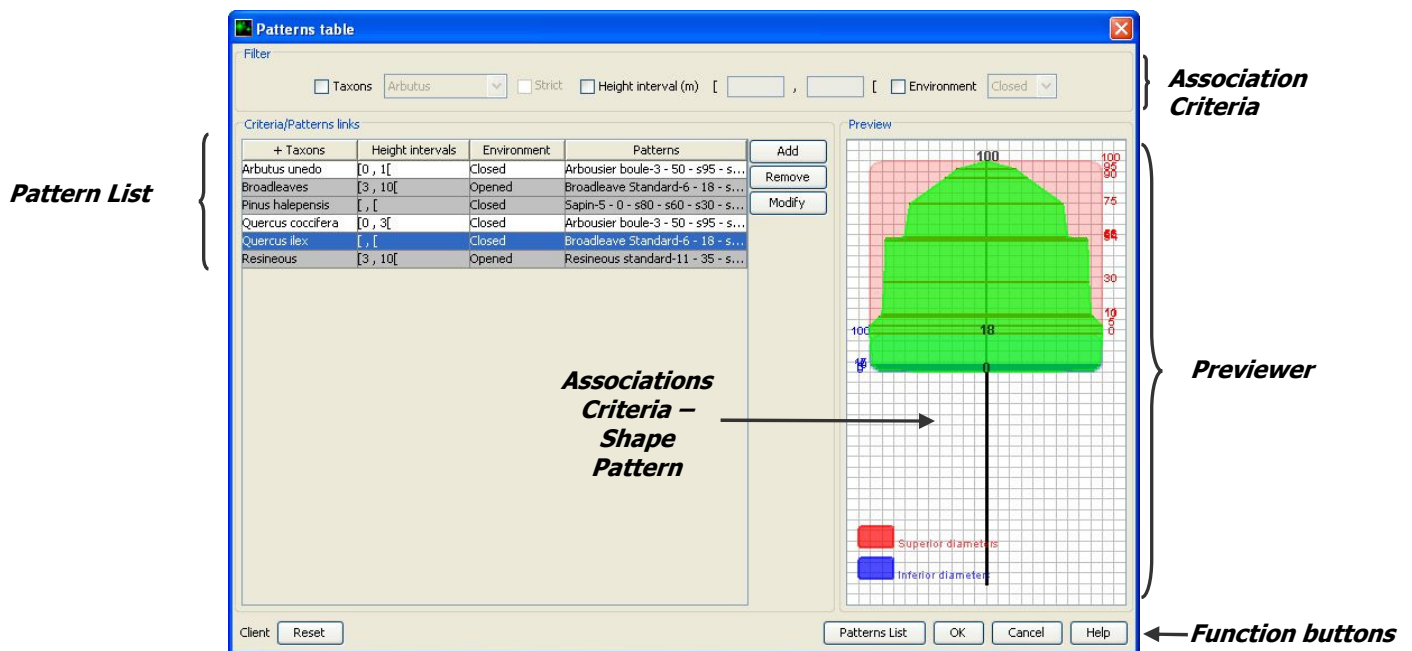 Patterns table
Filter
Taxons Arbutus Strict Height interval (m) [ , [ Environment Closed
Association
Criteria
Criteria/Patterns links
Preview
+ Taxons Height intervals Environment Patterns
Arbutus unedo [0 , 1[ Closed Arbousier boule-3 - 50 - s95 - s...
Broadleaves [3 , 10[ Opened Broadleave Standard-6 - 18 - s...
Pinus halepensis [ , [ Closed Sapin-5 - 0 - s80 - s60 - s30 - s...
Quercus coccifera [0 , 3[ Closed Arbousier boule-3 - 50 - s95 - s...
Quercus ilex [ , [ Closed Broadleave Standard-6 - 18 - s...
Resineous [3 , 10[ Opened Resineous standard-11 - 35 - s...
Add
Remove
Modify
Pattern List
100
100
95
90
75
30
10
5
0
100
18
0
Associations
Criteria –
Shape
Pattern
Previewer
Superior diameters
Inferior diameters
Client Reset
Patterns List OK Cancel Help
Function buttons